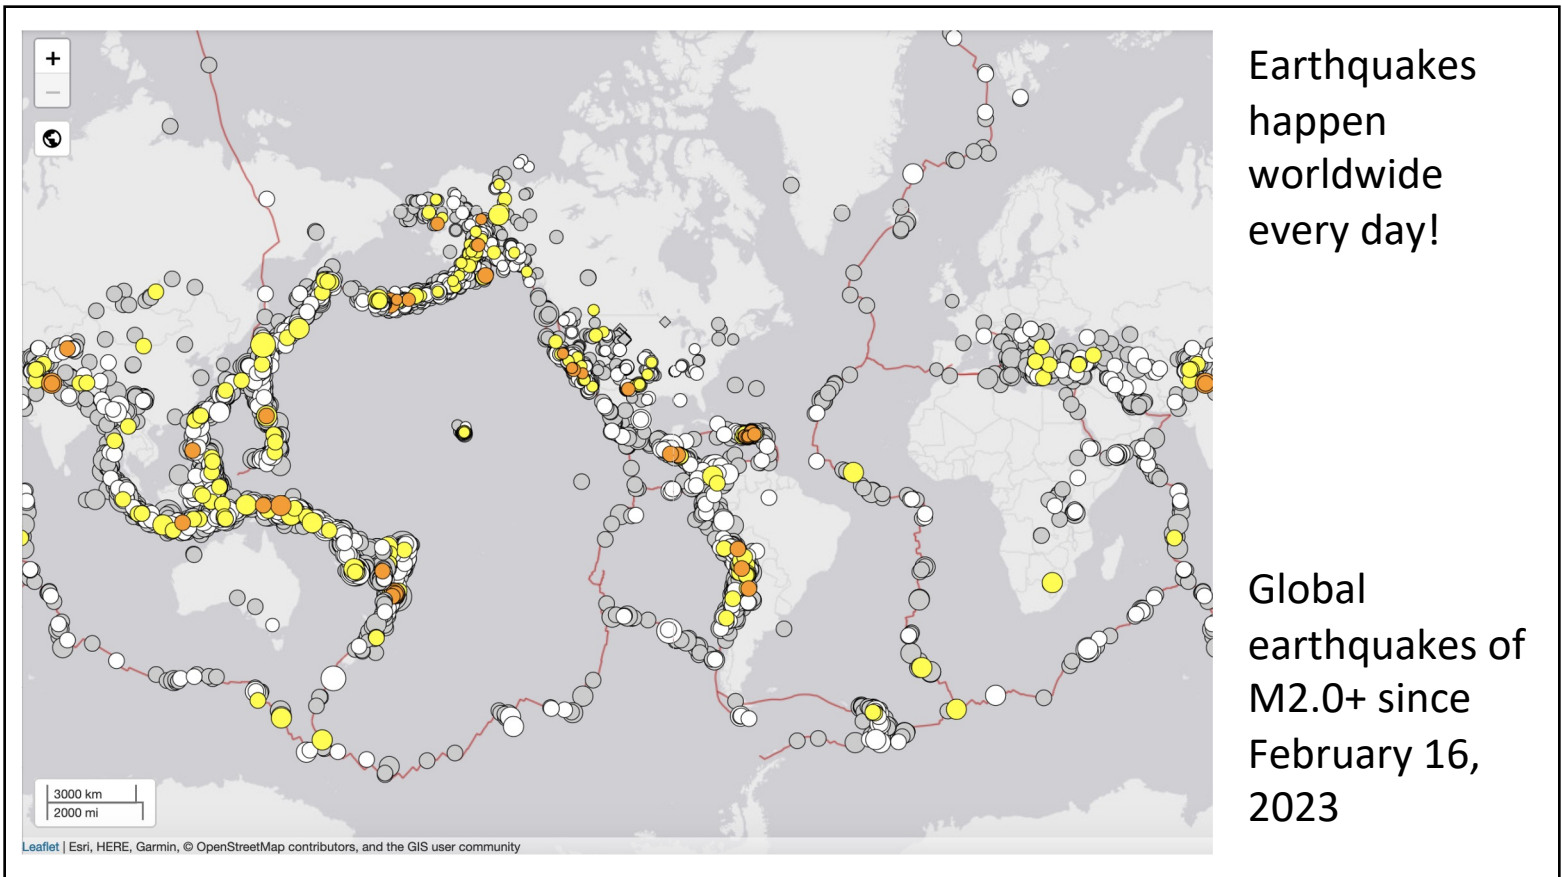 +
−
Earthquakes
happen
worldwide
every day!
Global
earthquakes of
M2.0+ since
February 16,
2023
3000 km
2000 mi
Leaflet | Esri, HERE, Garmin, © OpenStreetMap contributors, and the GIS user community